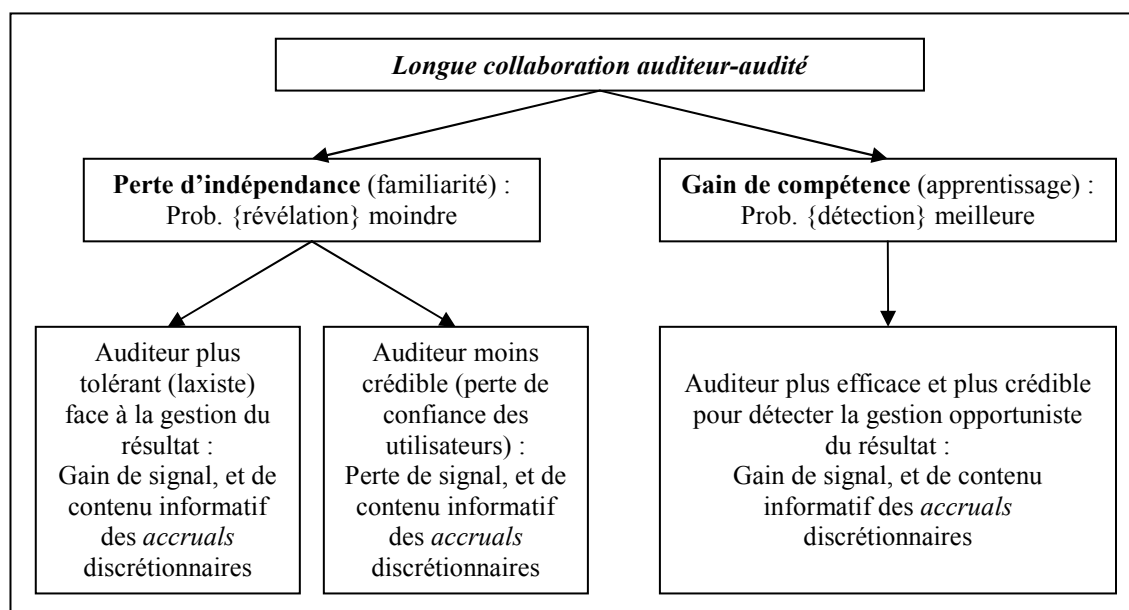 Longue collaboration auditeur-audité
Perte d’indépendance (familiarité) :
Prob. {révélation} moindre
Gain de compétence (apprentissage) :
Prob. {détection} meilleure
Auditeur plus
tolérant (laxiste)
face à la gestion du
résultat :
Gain de signal, et de
contenu informatif
des accruals
discrétionnaires
Auditeur moins
crédible (perte de
confiance des
utilisateurs) :
Perte de signal, et de
contenu informatif
des accruals
discrétionnaires
Auditeur plus efficace et plus crédible
pour détecter la gestion opportuniste
du résultat :
Gain de signal, et de contenu
informatif des accruals
discrétionnaires